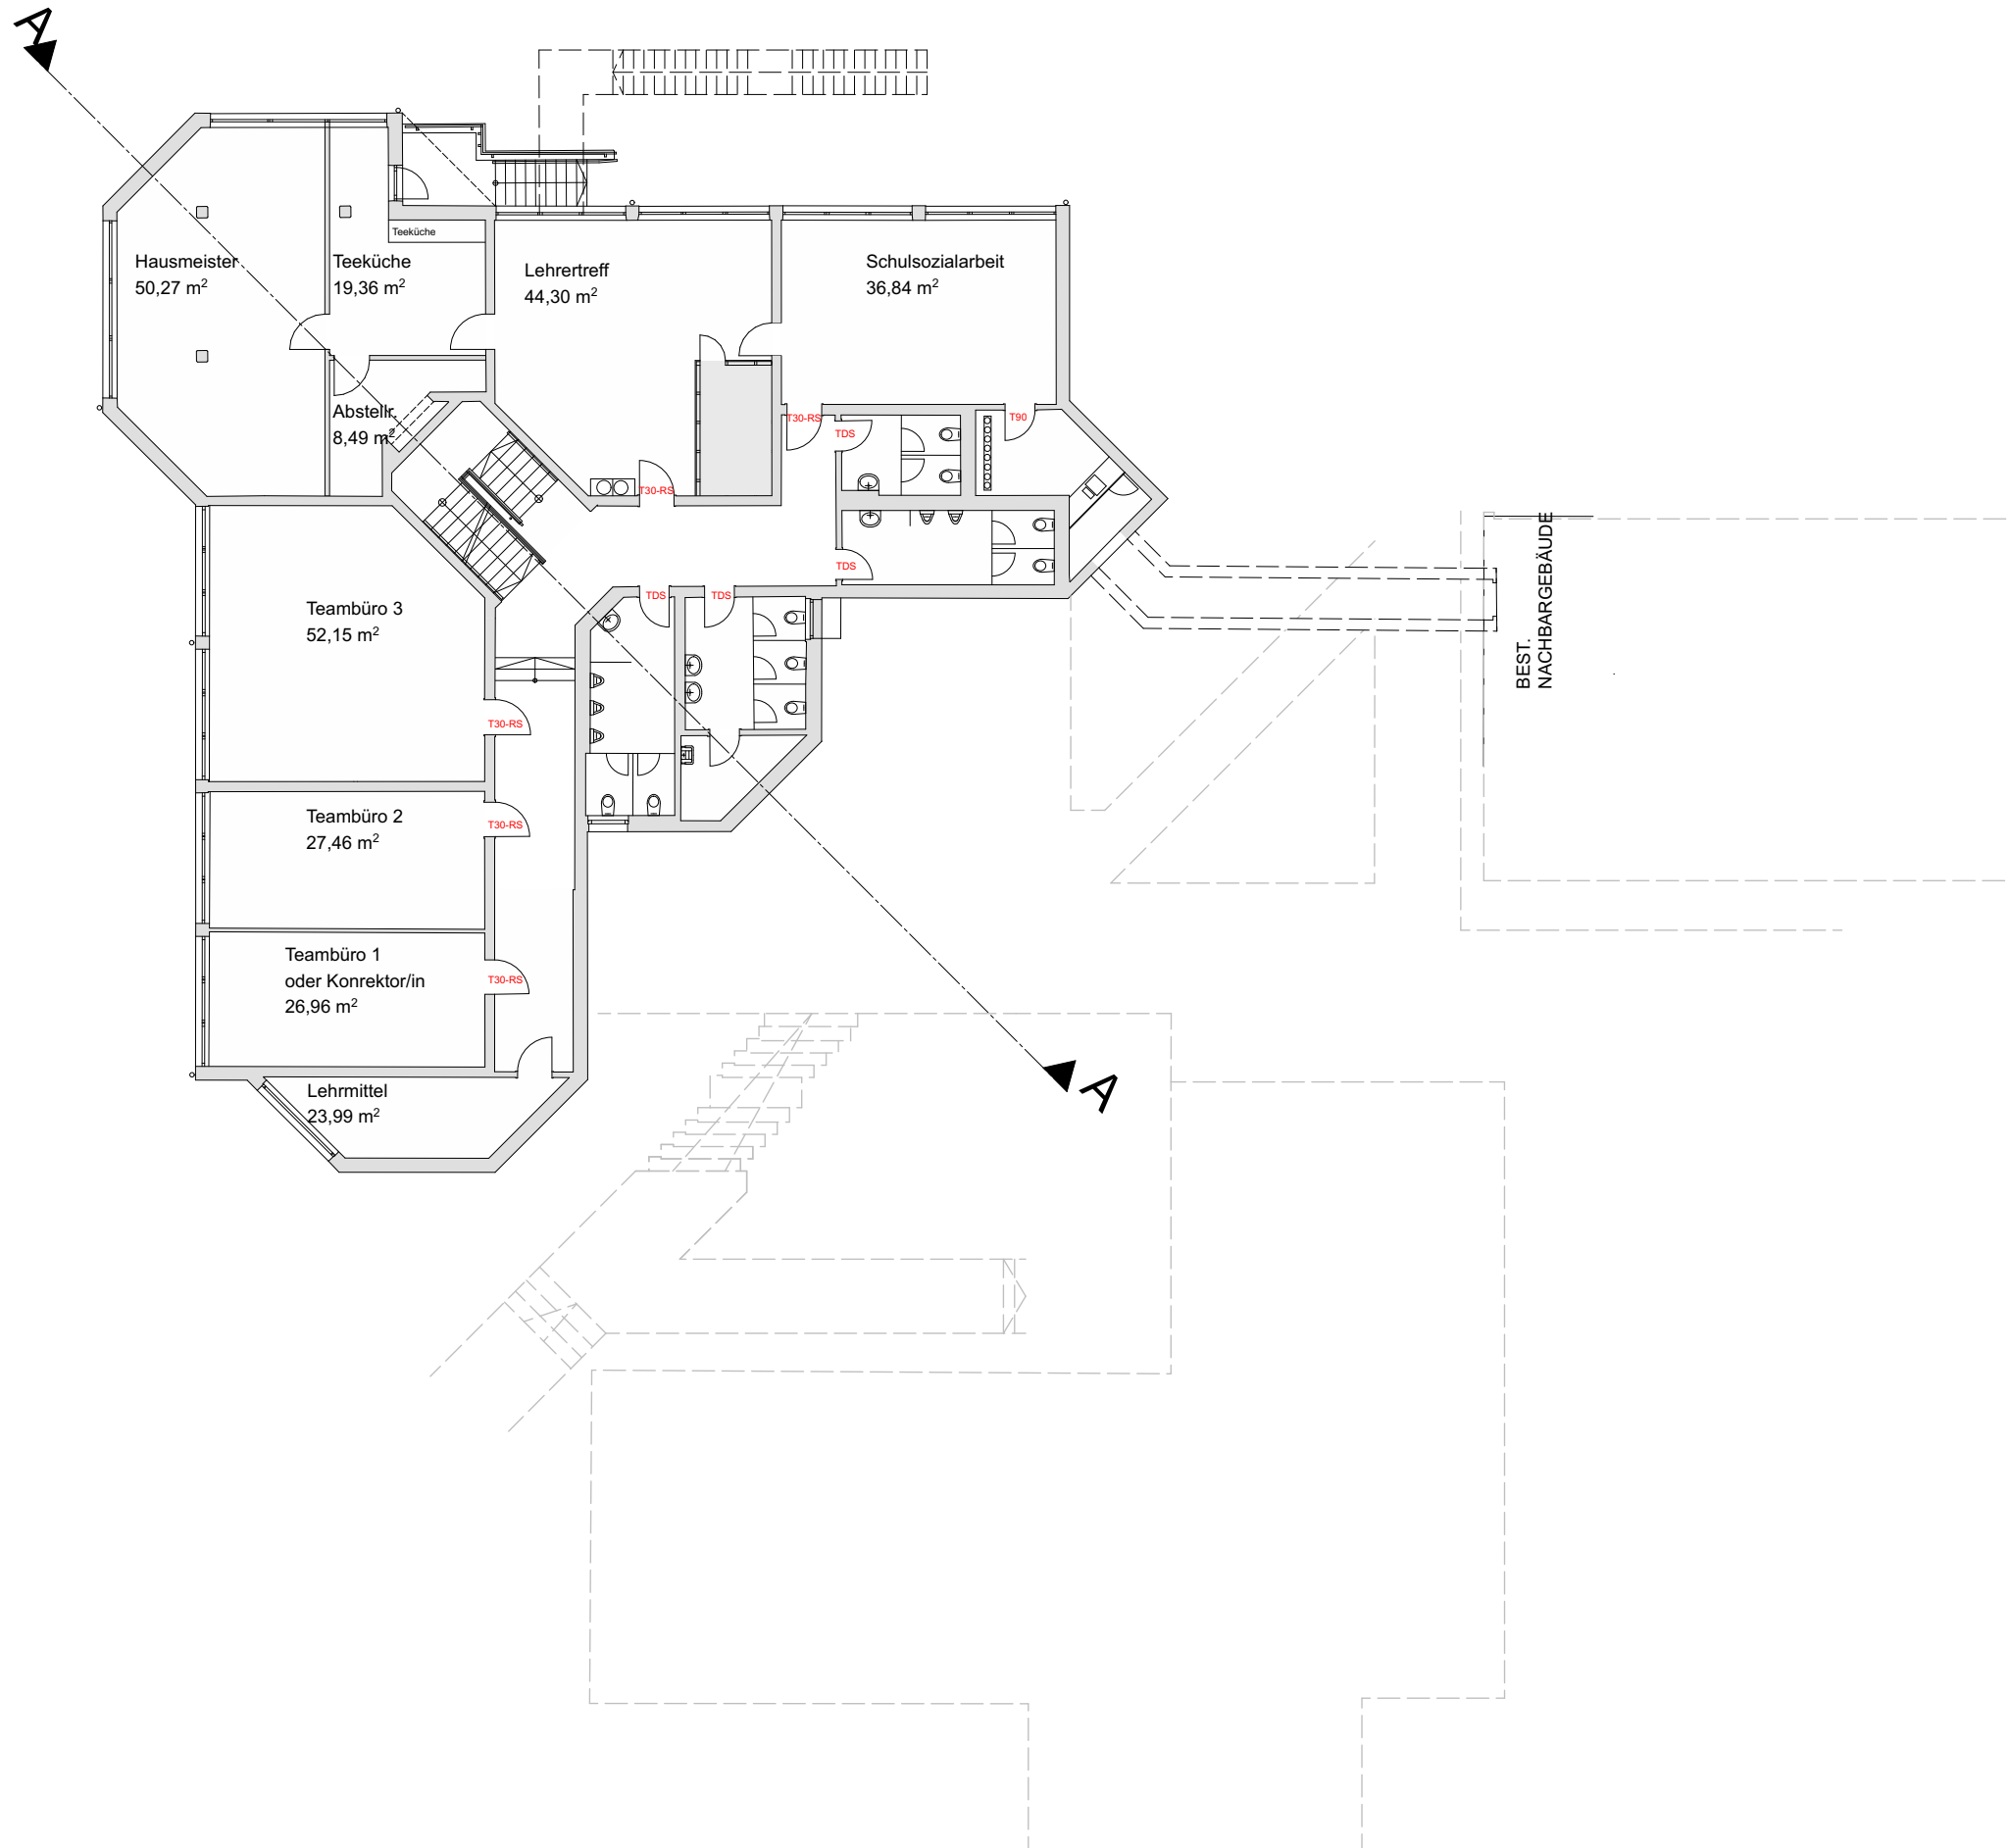 A
Teeküche
Hausmeister
50,27 m²
Teeküche
19,36 m²
Lehrertreff
44,30 m²
Schulsozialarbeit
36,84 m²
Abstellr.
8,49 m²
T30-RS
TDS
T90
T30-RS
TDS
TDS
TDS
BEST.
NACHBARGEBÄUDE
Teambüro 3
52,15 m²
T30-RS
Teambüro 2
27,46 m²
T30-RS
Teambüro 1
oder Konrektor/in
26,96 m²
T30-RS
Lehrmittel
23,99 m²
A